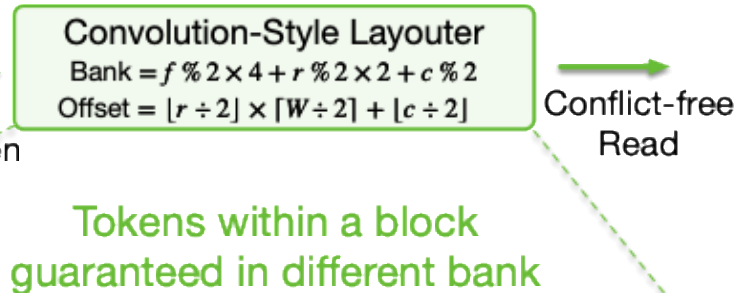 Convolution-Style Layouter
Bank = f % 2 × 4 + r % 2 × 2 + c % 2
Offset = ⌊r ÷ 2⌋ × ⌈W ÷ 2⌉ + ⌊c ÷ 2⌋
Conflict-free
Read
en
Tokens within a block
guaranteed in different bank